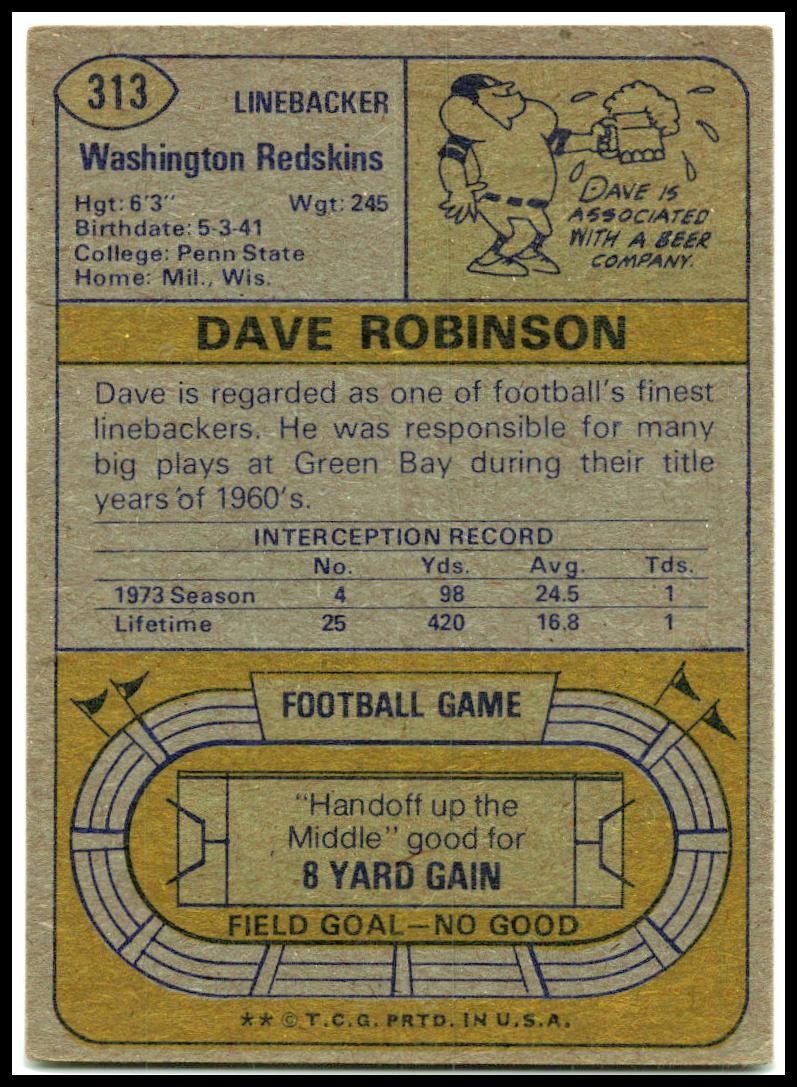 313
LINEBACKER
Washington Redskins
Hgt: 6'3" Wgt: 245
Birthdate: 5-3-41
College: Penn State
Home: Mil., Wis.
DAVE IS
ASSOCIATED
WITH A BEER
COMPANY.
DAVE ROBINSON
Dave is regarded as one of football's finest
linebackers. He was responsible for many
big plays at Green Bay during their title
years of 1960's.
INTERCEPTION RECORD
No. Yds. Avg. Tds.
1973 Season 4 98 24.5 1
Lifetime 25 420 16.8 1
FOOTBALL GAME
"Handoff up the
Middle" good for
8 YARD GAIN
FIELD GOAL—NO GOOD
** © T.C.G. PRTD. IN U.S.A.